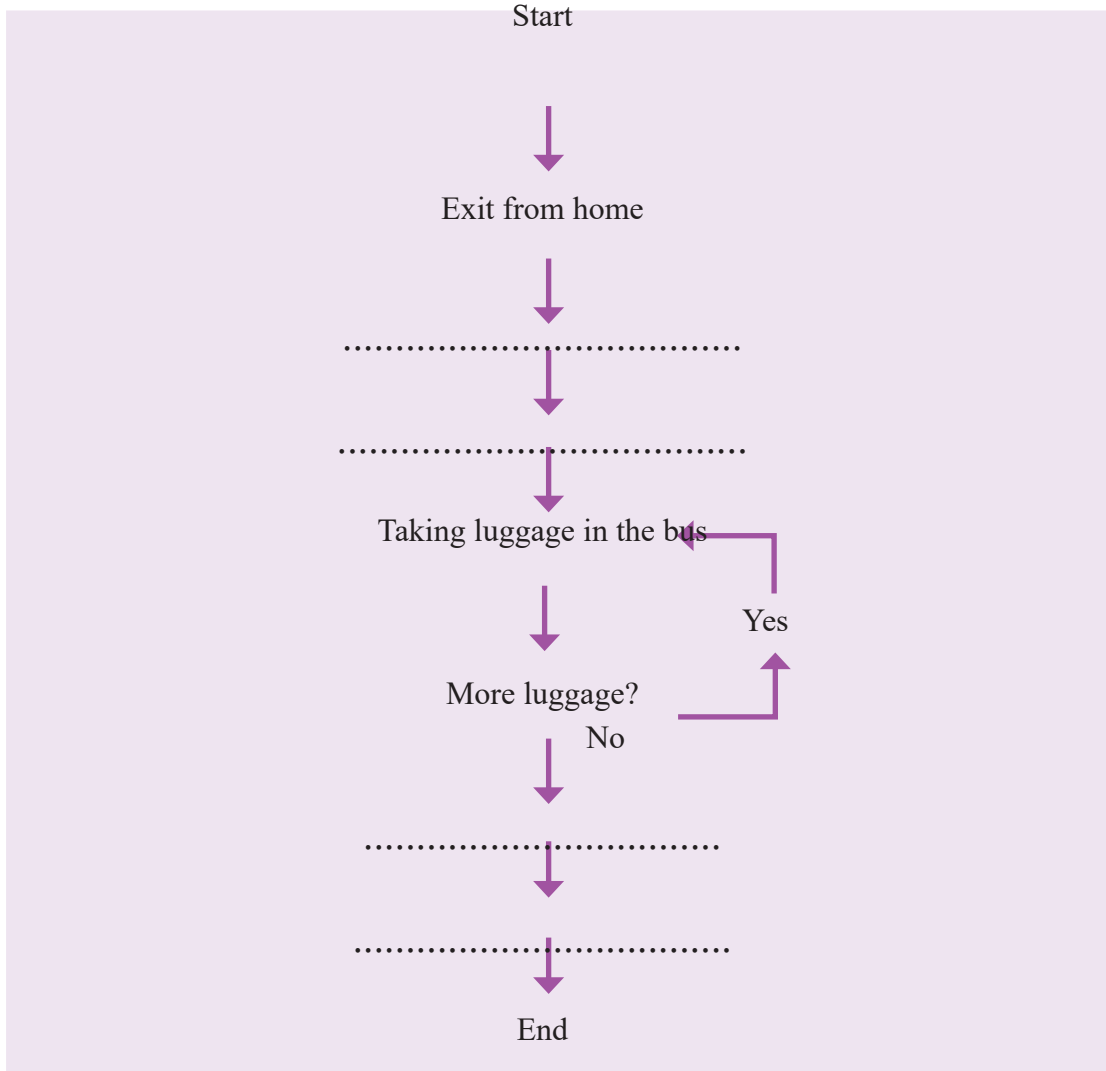 Start
Exit from home
......................................
.......................................
Taking luggage in the bus
Yes
More luggage?
No
..................................
....................................
End